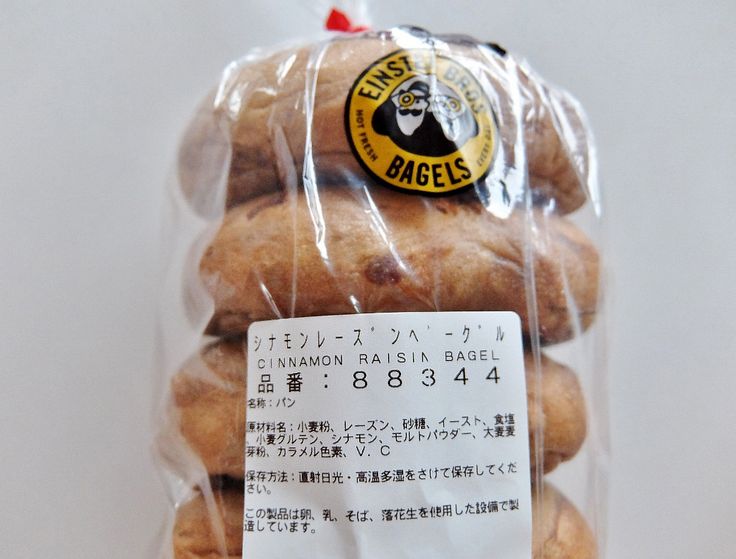 EINSTEIN BROS.
HOT FRESH
EVERY DAY
BAGELS
シナモンレーズンベーグル
CINNAMON RAISIN BAGEL
品番：88344
名称：パン
原材料名：小麦粉、レーズン、砂糖、イースト、食塩
、小麦グルテン、シナモン、モルトパウダー、大麦麦
芽粉、カラメル色素、V．C
保存方法：直射日光・高温多湿をさけて保存してくだ
さい。
この製品は卵、乳、そば、落花生を使用した設備で製
造しています。